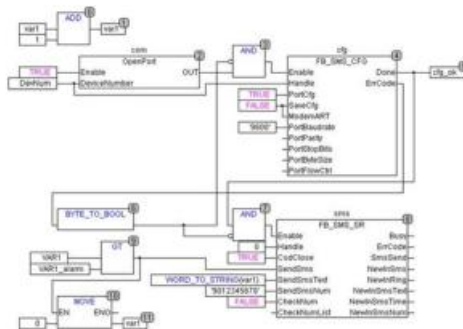 ADD
var1
var1
1
com
OpenPort
TRUE
Enable
OUT
DevNum
DeviceNumber
AND
cfg
FB_SMS_CFG
Enable
Done
cfg_ok
Handle
ErrCode
TRUE
PortCfg
FALSE
SaveCfg
ModemART
'9600'
PortBaudrate
PortParity
PortStopBits
PortByteSize
PortFlowCtrl
BYTE_TO_BOOL
AND
sms
FB_SMS_SR
Enable
Busy
0
Handle
ErrCode
TRUE
CsdClose
SmsSend
GT
VAR1
SendSms
NewInSms
VAR1_alarm
WORD_TO_STRING(var1)
SendSmsText
NewInRing
SendSmsNum
NewInSmsText
FALSE
CheckNum
NewInSmsTime
CheckNumList
NewInSmsNum
MOVE
EN
ENO
0
var1